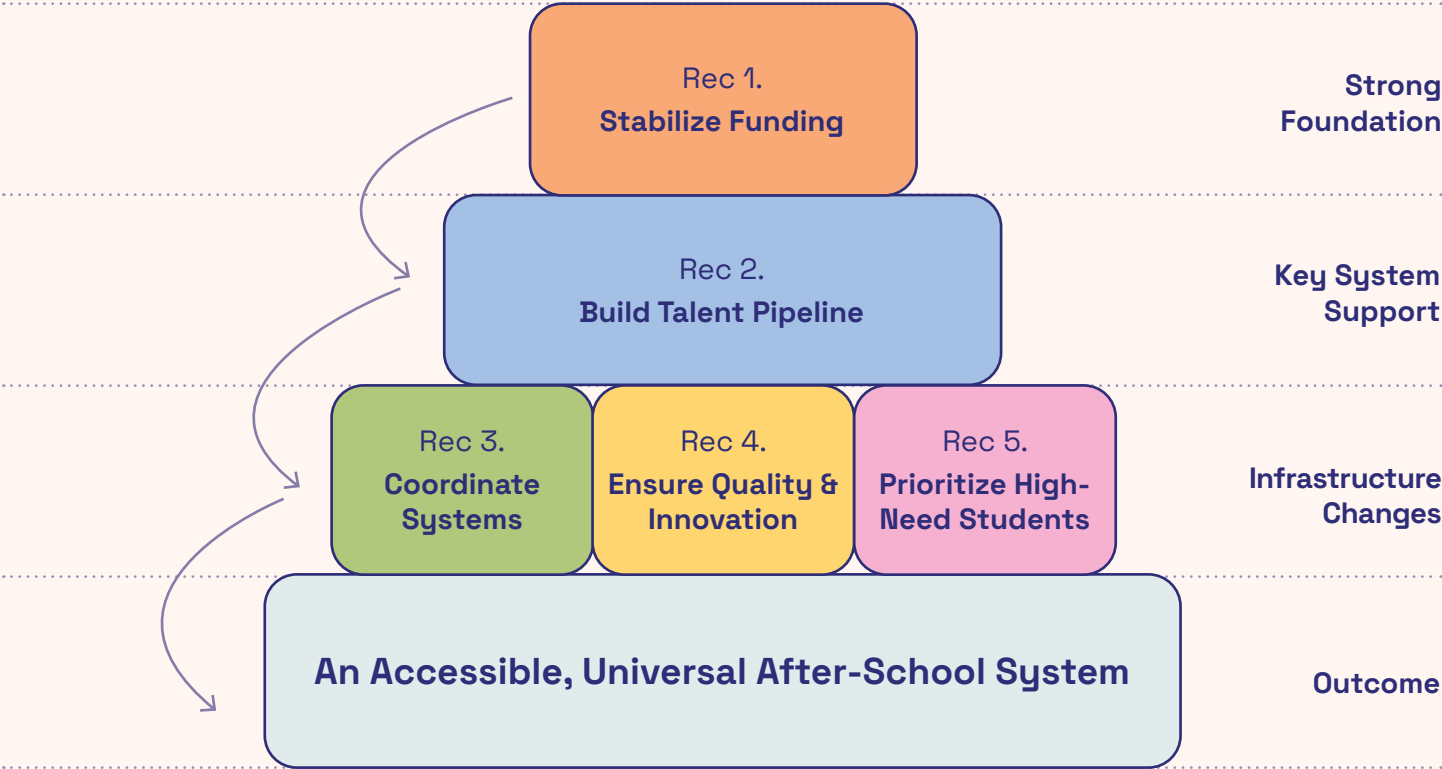 Rec 1.
Stabilize Funding
Strong
Foundation
Rec 2.
Build Talent Pipeline
Key System
Support
Rec 3.
Coordinate
Systems
Rec 4.
Ensure Quality &
Innovation
Rec 5.
Prioritize High-
Need Students
Infrastructure
Changes
An Accessible, Universal After-School System
Outcome